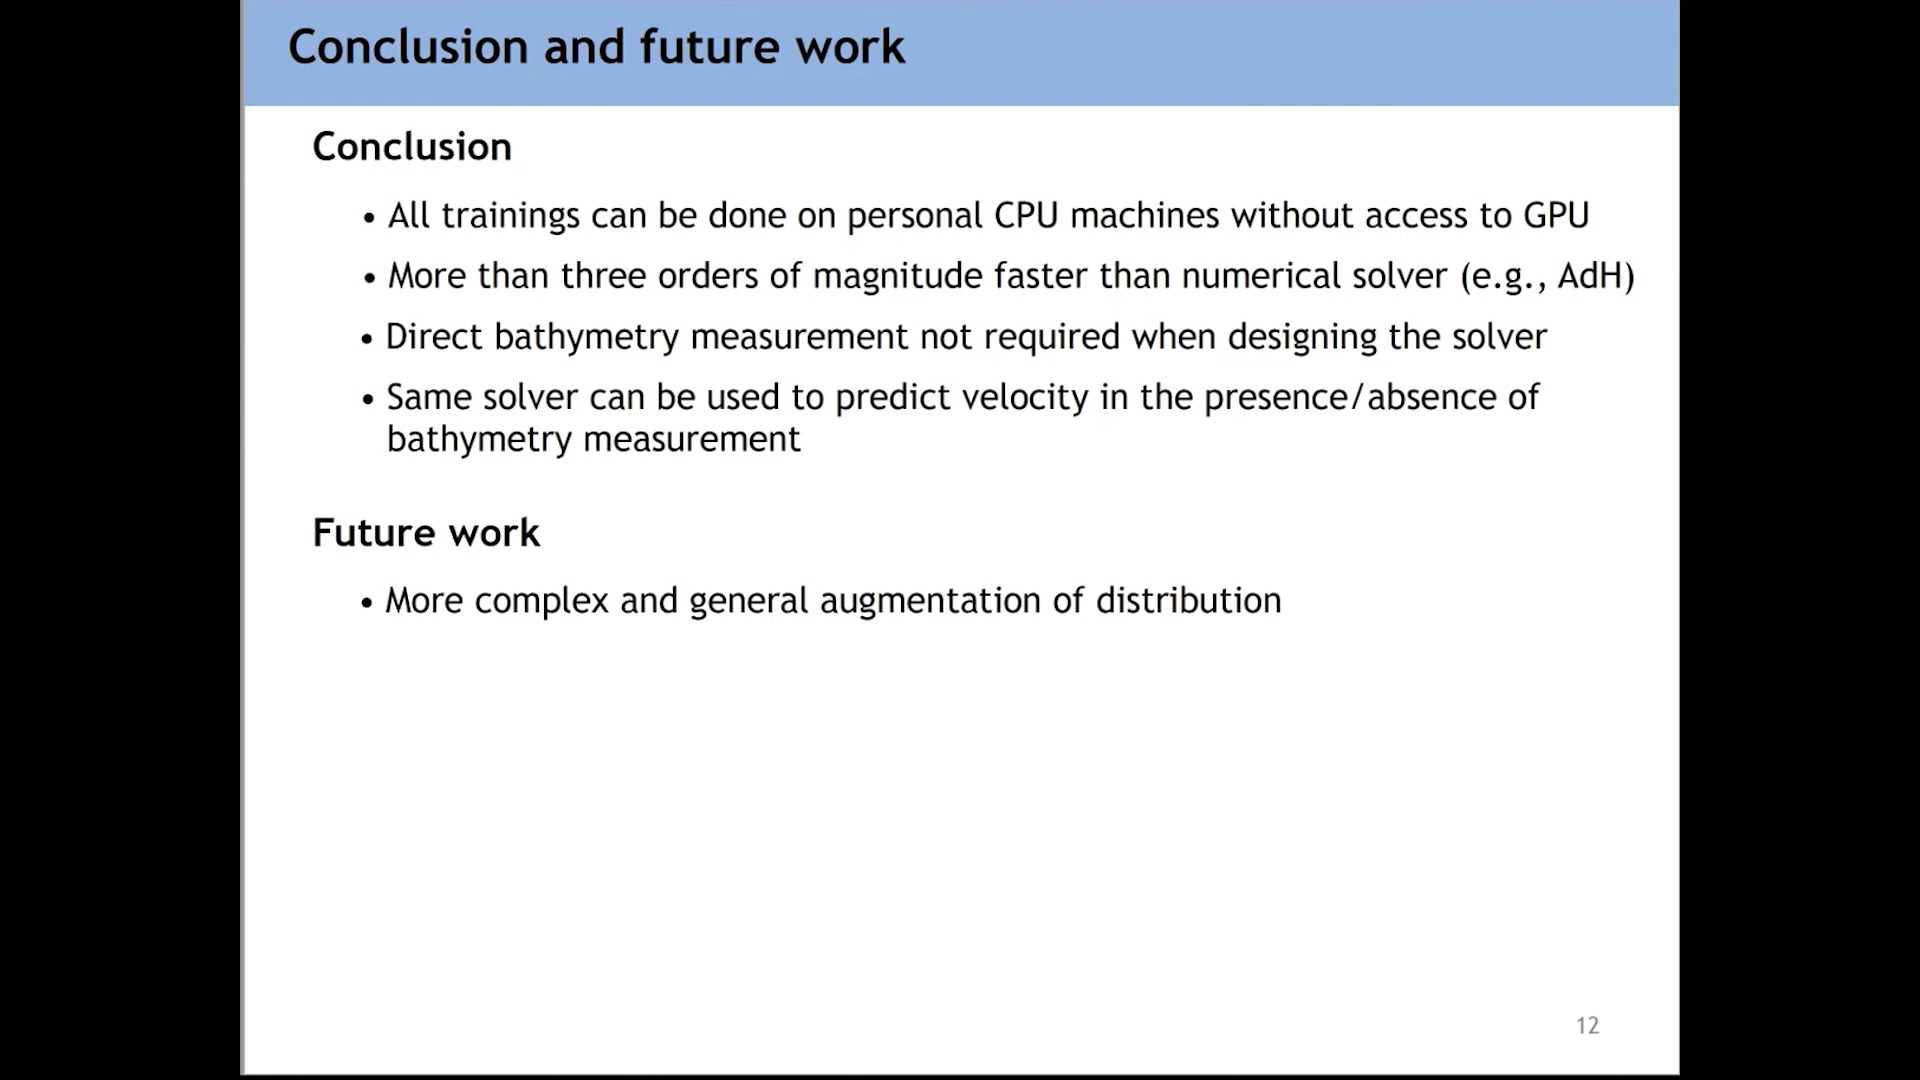 Conclusion and future work
Conclusion
• All trainings can be done on personal CPU machines without access to GPU
• More than three orders of magnitude faster than numerical solver (e.g., AdH)
• Direct bathymetry measurement not required when designing the solver
• Same solver can be used to predict velocity in the presence/absence of
bathymetry measurement
Future work
• More complex and general augmentation of distribution
12